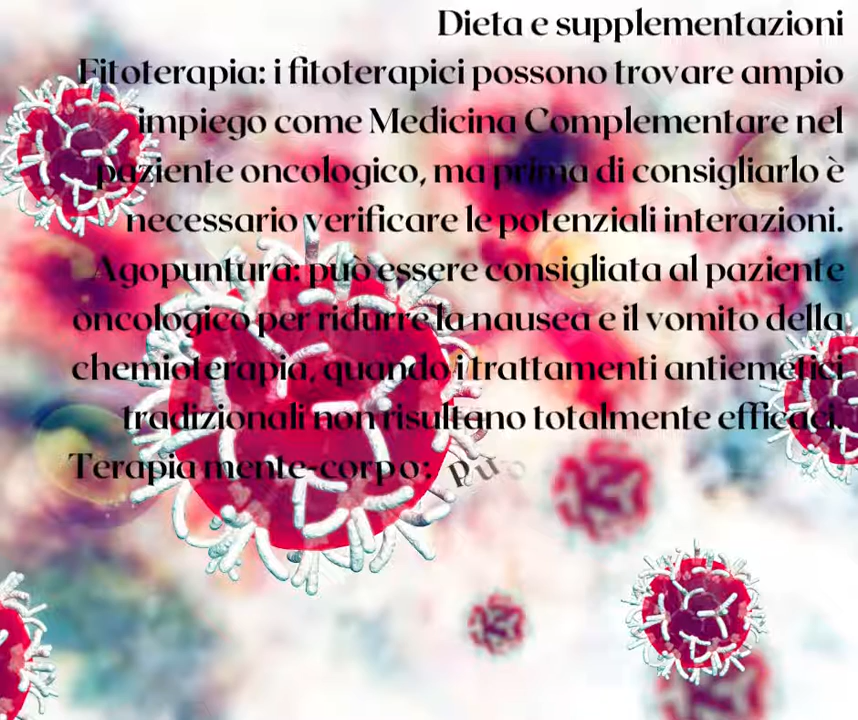 Dieta e supplementazioni
Fitoterapia: i fitoterapici possono trovare ampio
impiego come Medicina Complementare nel
paziente oncologico, ma prima di consigliarlo è
necessario verificare le potenziali interazioni.
Agopuntura: può essere consigliata al paziente
oncologico per ridurre la nausea e il vomito della
chemioterapia, quando i trattamenti antiemetici
tradizionali non risultano totalmente efficaci.
Terapia mente-corpo: